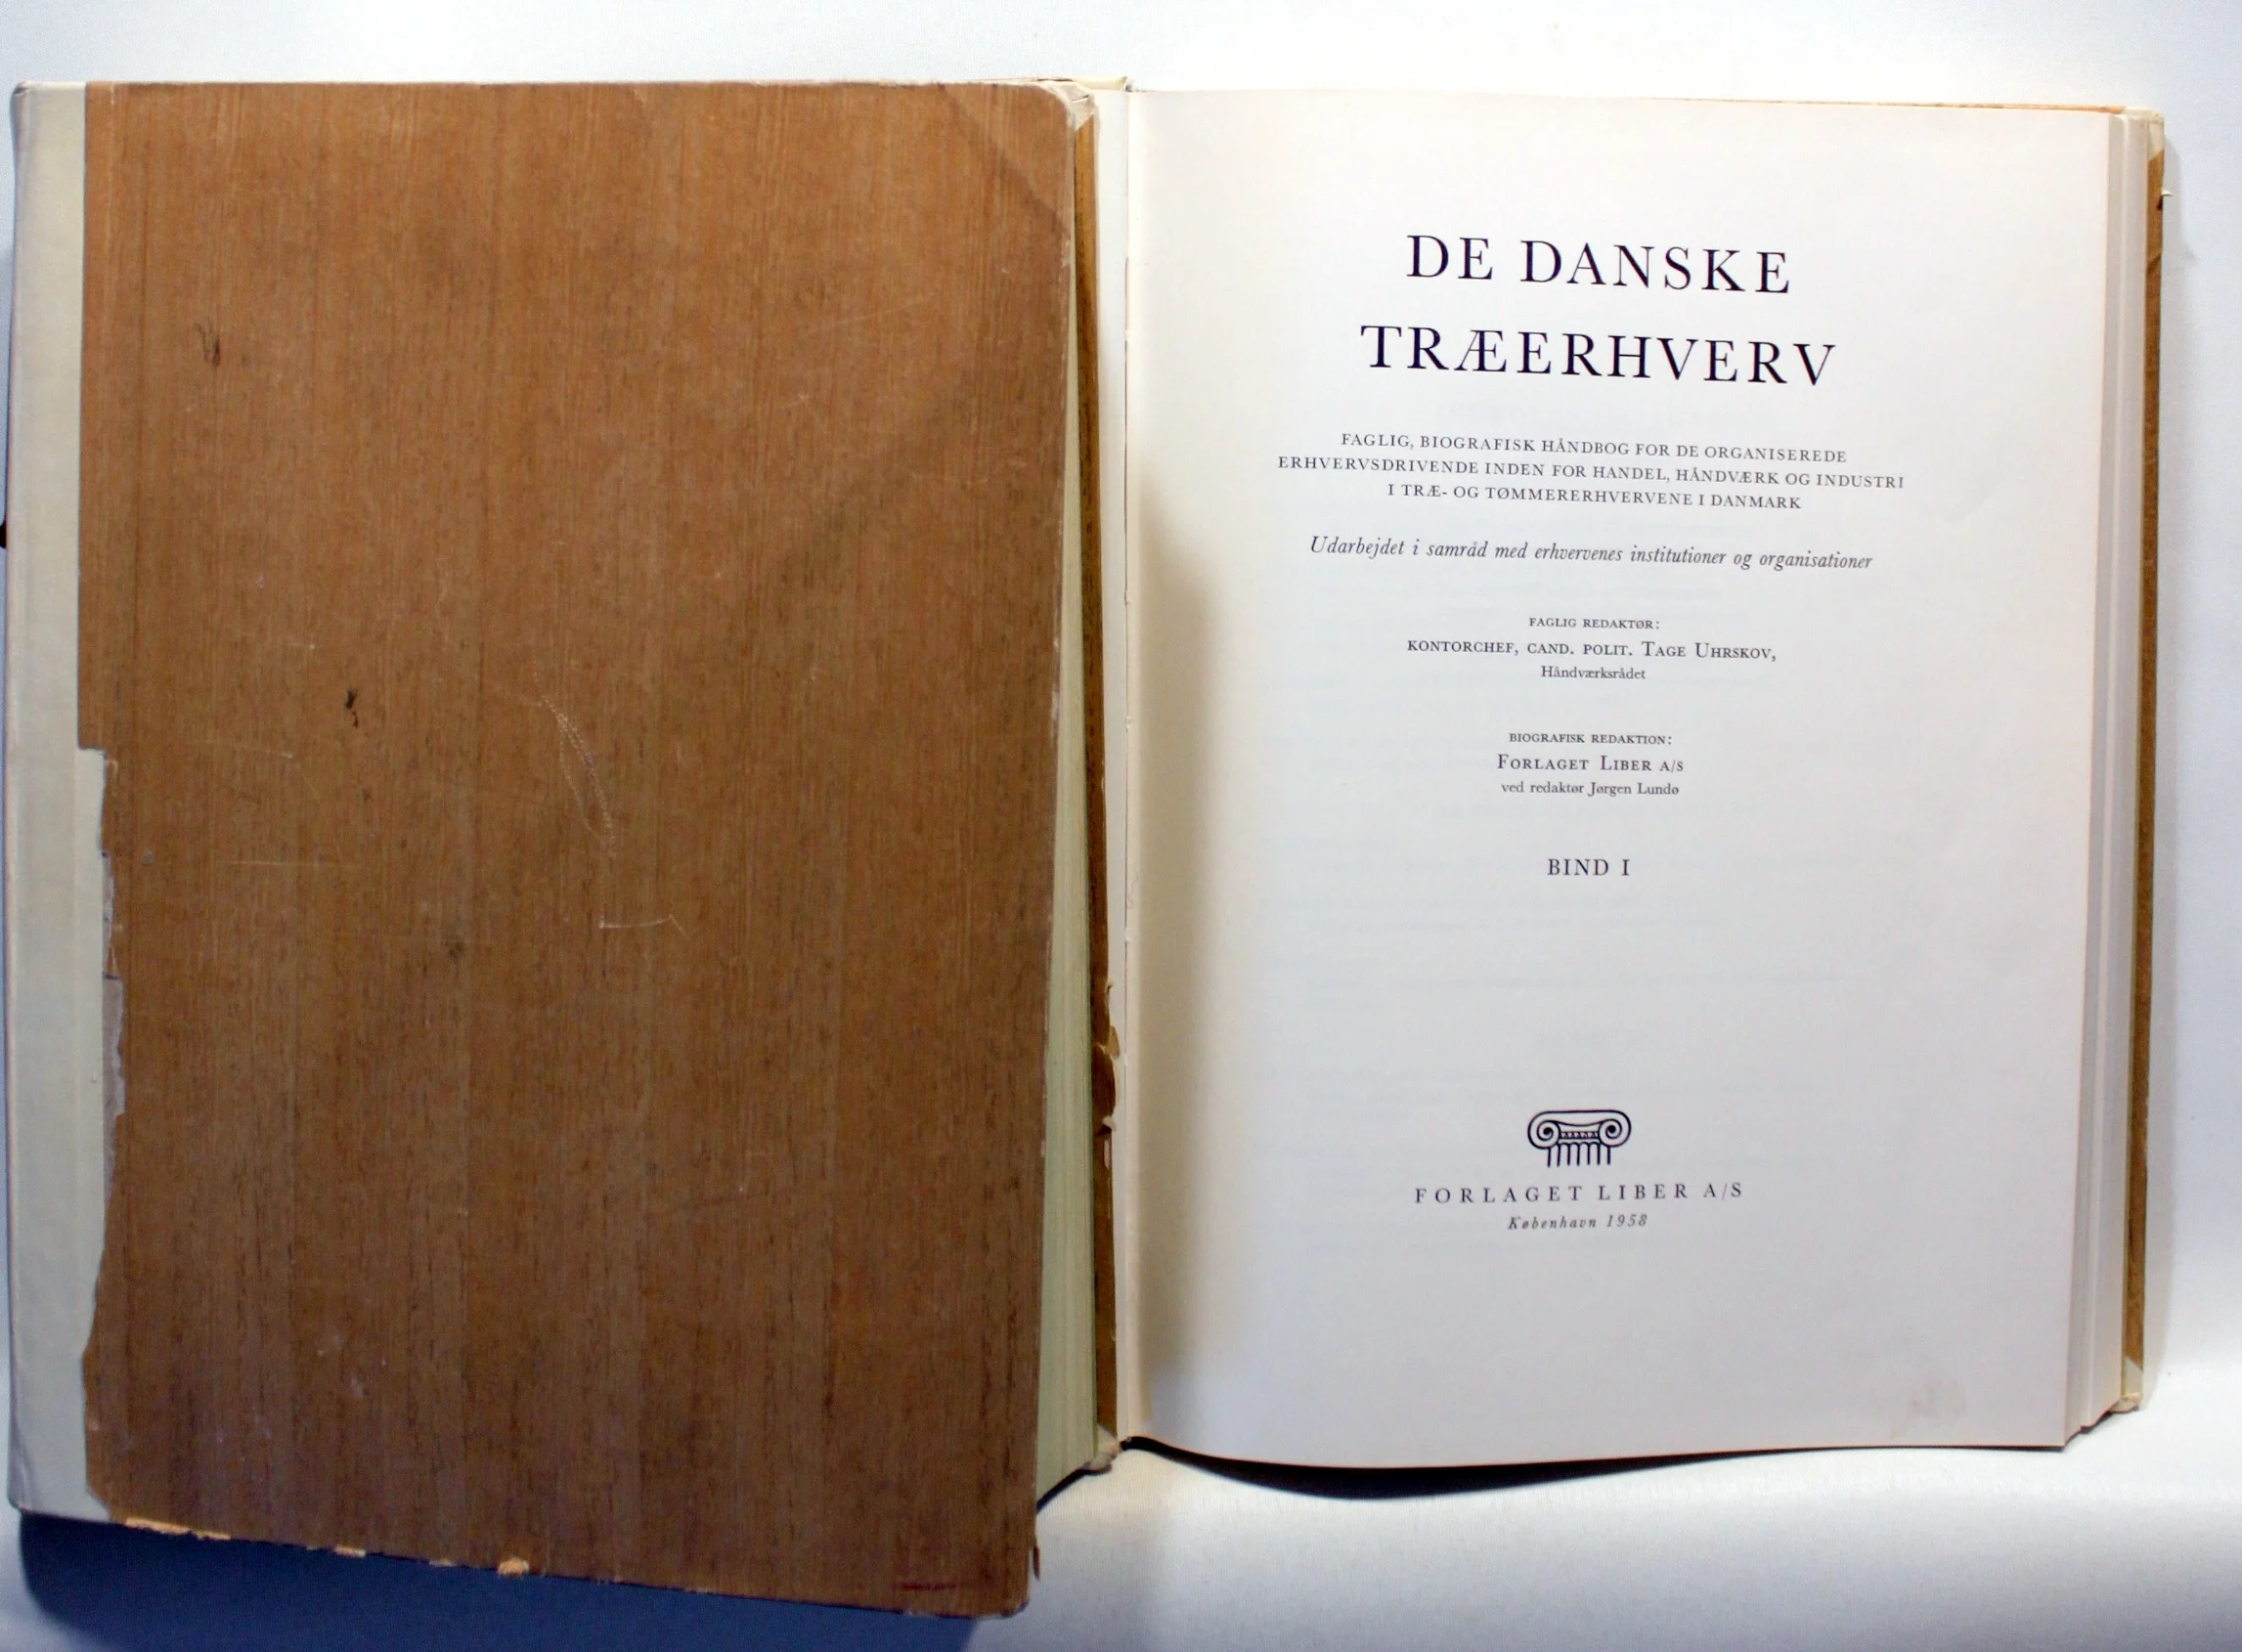 DE DANSKE
TRÆERHVERV
FAGLIG, BIOGRAFISK HÅNDBOG FOR DE ORGANISEREDE
ERHVERVSDRIVENDE INDEN FOR HANDEL, HÅNDVÆRK OG INDUSTRI
I TRÆ- OG TØMMERERHVERVENE I DANMARK
Udarbejdet i samråd med erhvervenes institutioner og organisationer
FAGLIG REDAKTØR:
KONTORCHEF, CAND. POLIT. TAGE UHRSKOV,
Håndværksrådet
BIOGRAFISK REDAKTION:
FORLAGET LIBER A/S
ved redaktør Jørgen Lundø
BIND I
FORLAGET LIBER A/S
København 1958